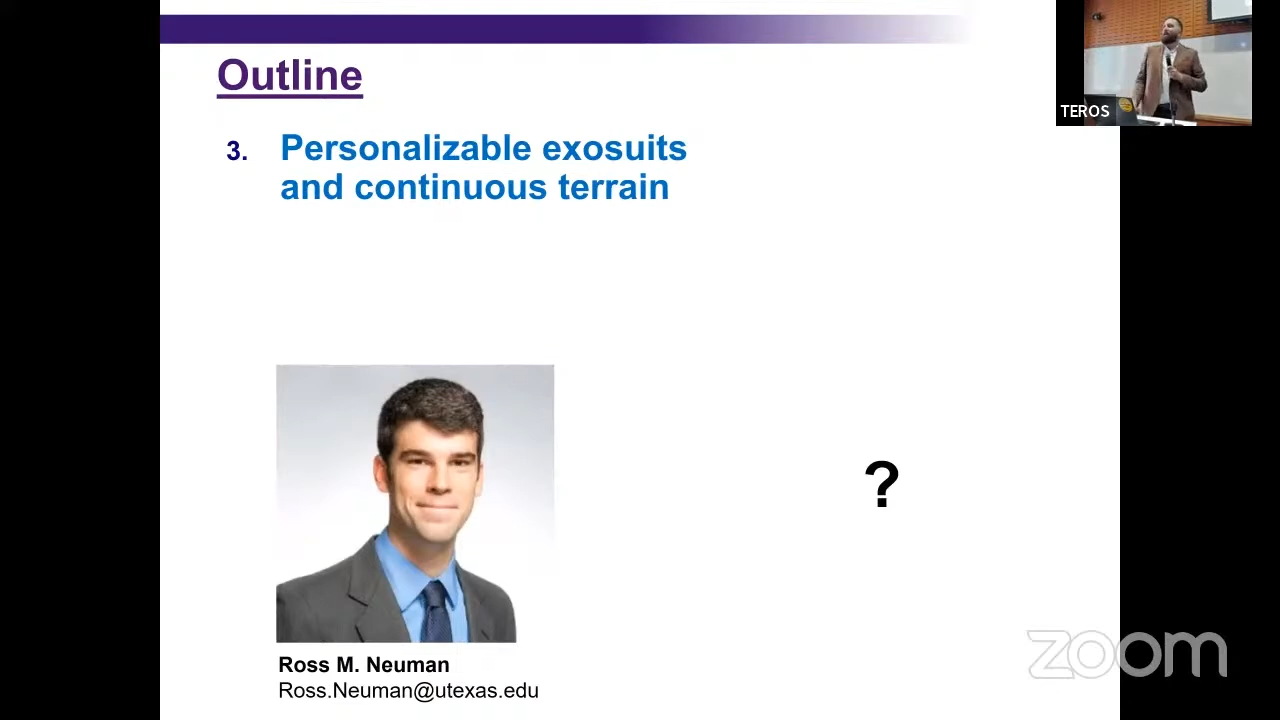 Outline
3. Personalizable exosuits
and continuous terrain
?
Ross M. Neuman
Ross.Neuman@utexas.edu
TEROS
zoom